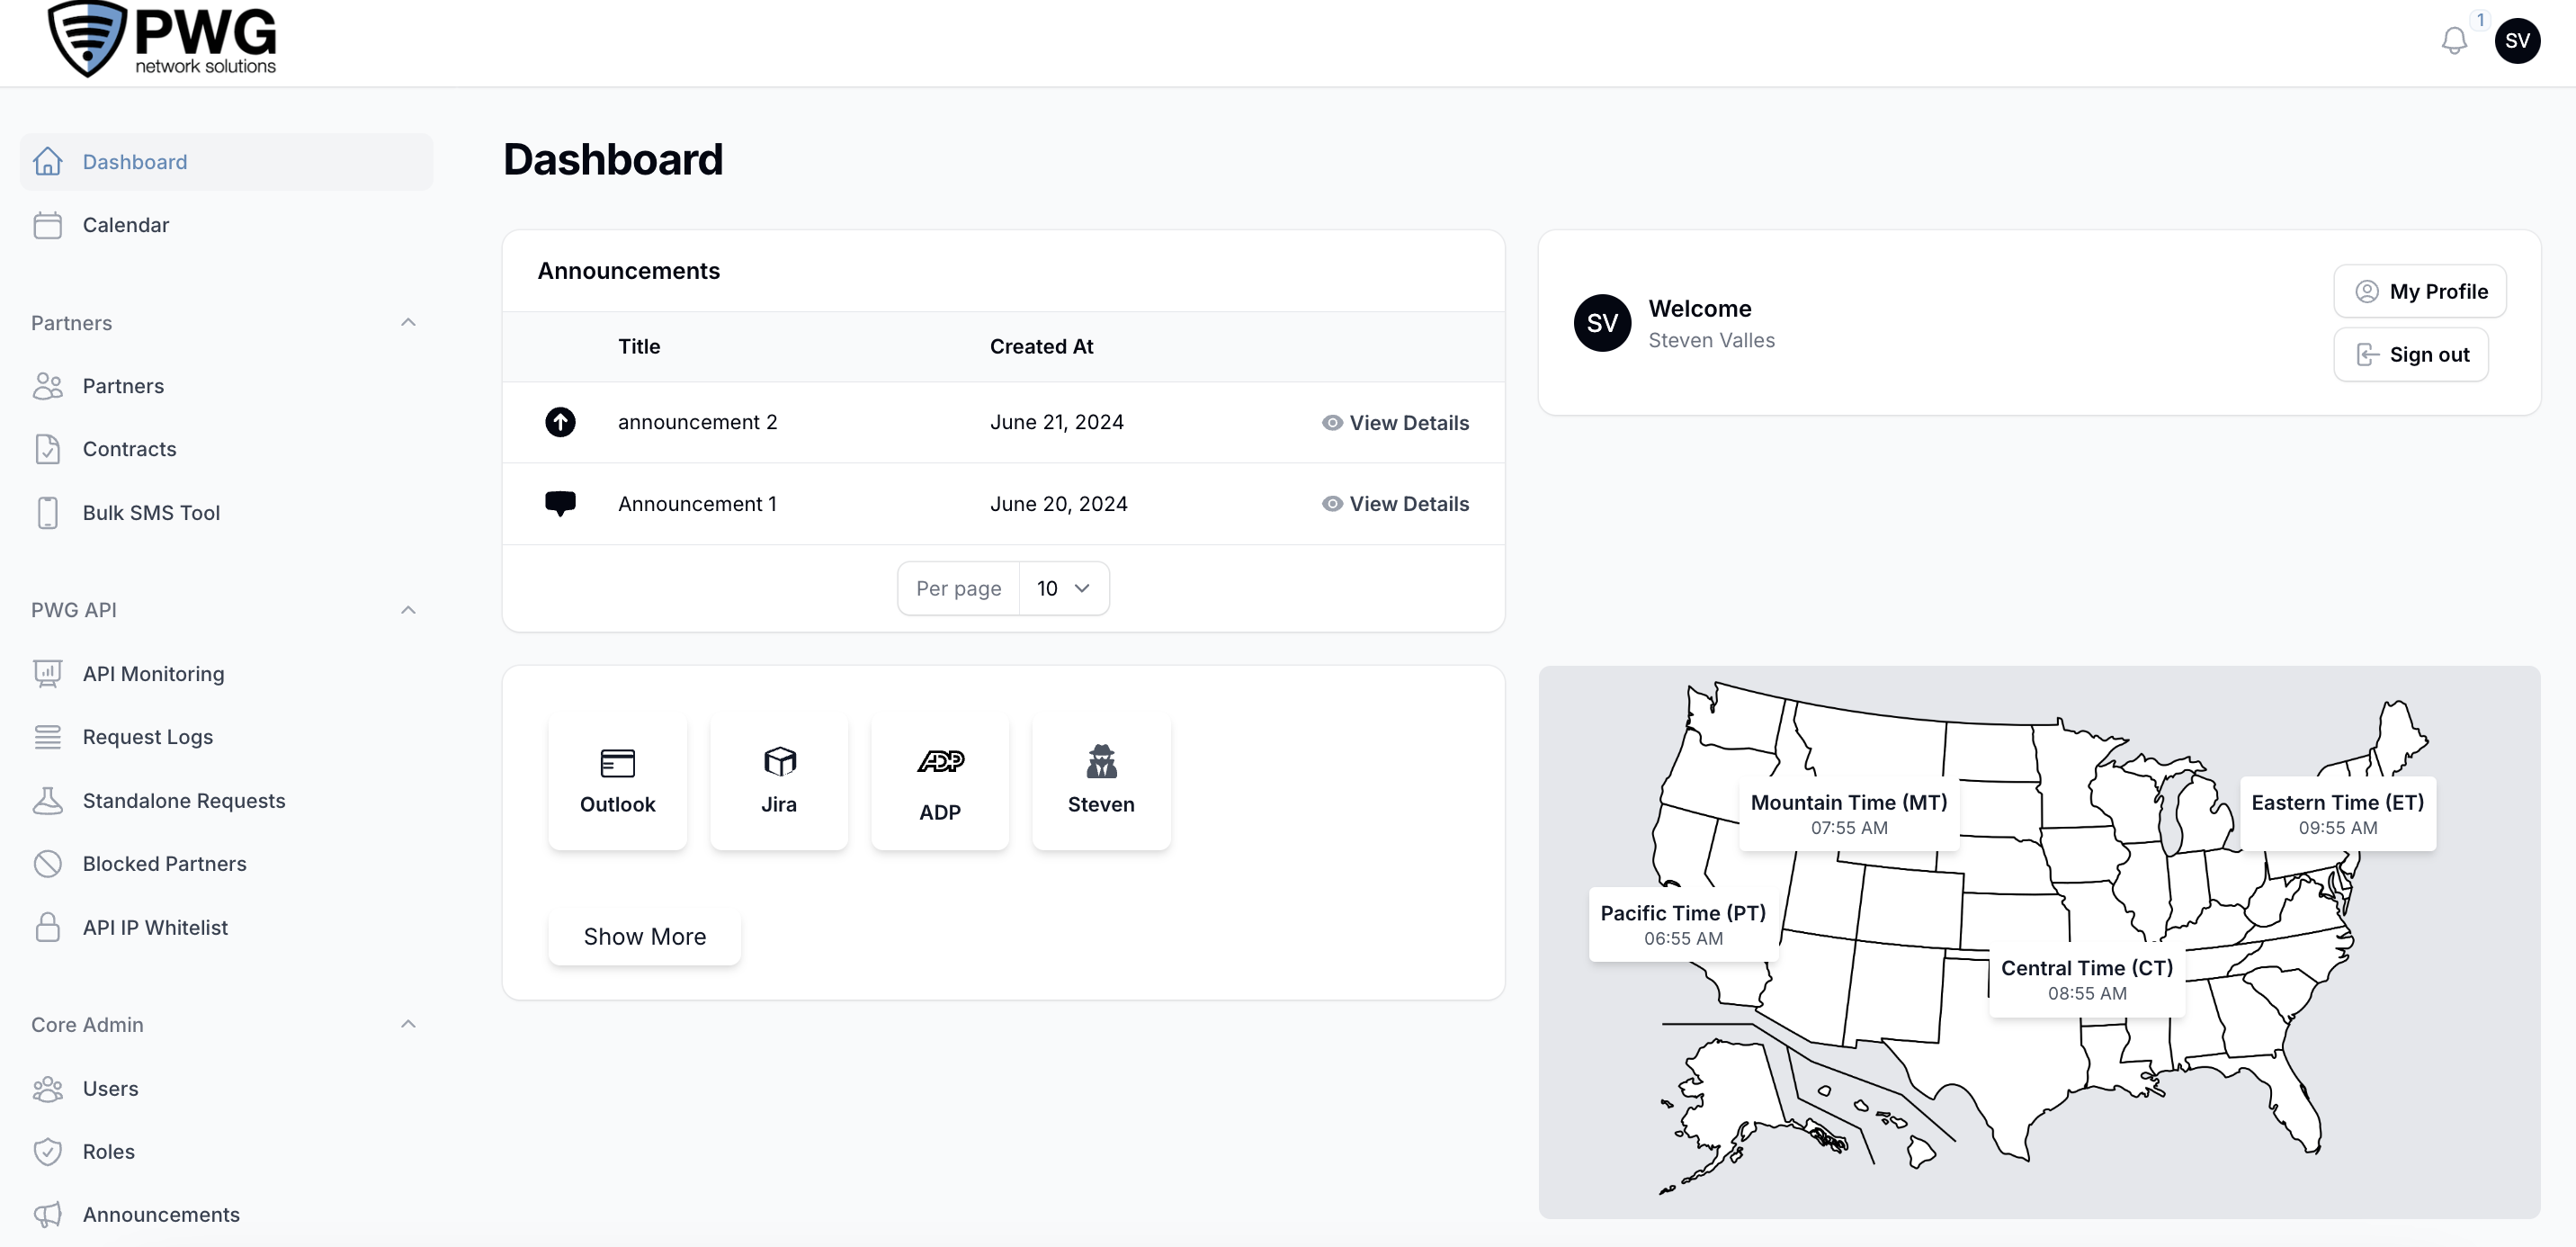 PWG
network solutions
1
SV
Dashboard
Calendar
Partners
Partners
Contracts
Bulk SMS Tool
PWG API
API Monitoring
Request Logs
Standalone Requests
Blocked Partners
API IP Whitelist
Core Admin
Users
Roles
Announcements
Dashboard
Announcements
Title Created At
announcement 2 June 21, 2024 View Details
Announcement 1 June 20, 2024 View Details
Per page 10
SV
Welcome
Steven Valles
My Profile
Sign out
Outlook
Jira
ADP
ADP
Steven
Show More
Mountain Time (MT)
07:55 AM
Eastern Time (ET)
09:55 AM
Pacific Time (PT)
06:55 AM
Central Time (CT)
08:55 AM